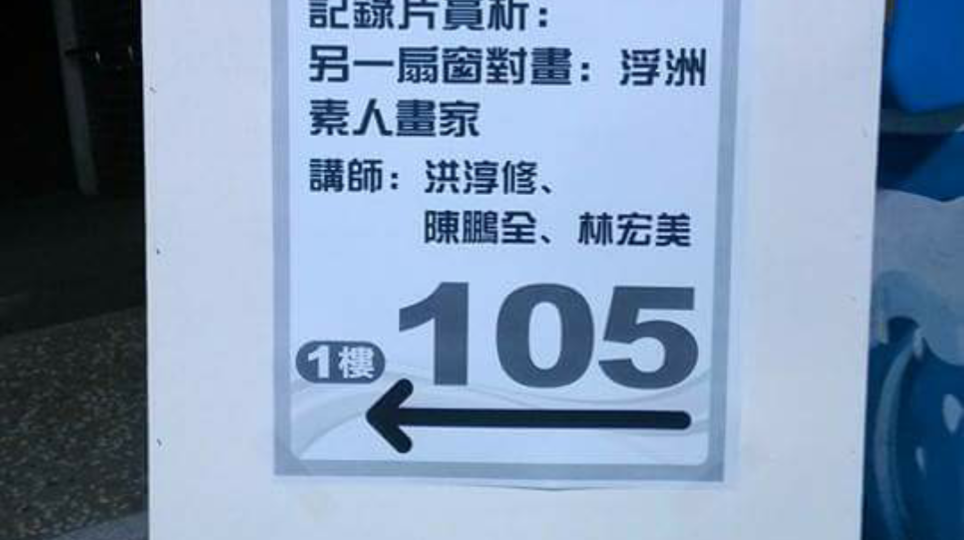 記錄片賞析:
另一扇窗對畫:浮洲
素人畫家
講師:洪淳修、
陳鵬全、林宏美
105
1樓